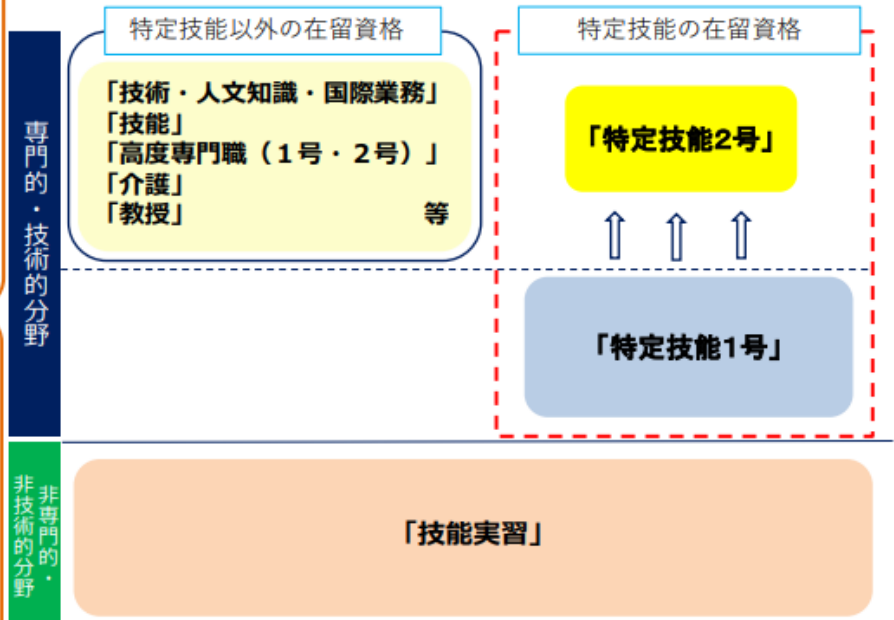 特定技能以外の在留資格
特定技能の在留資格
専門的・技術的分野
「技術・人文知識・国際業務」
「技能」
「高度専門職（１号・２号）」
「介護」
「教授」 等
「特定技能2号」
「特定技能1号」
非専門的・
非技術的分野
「技能実習」